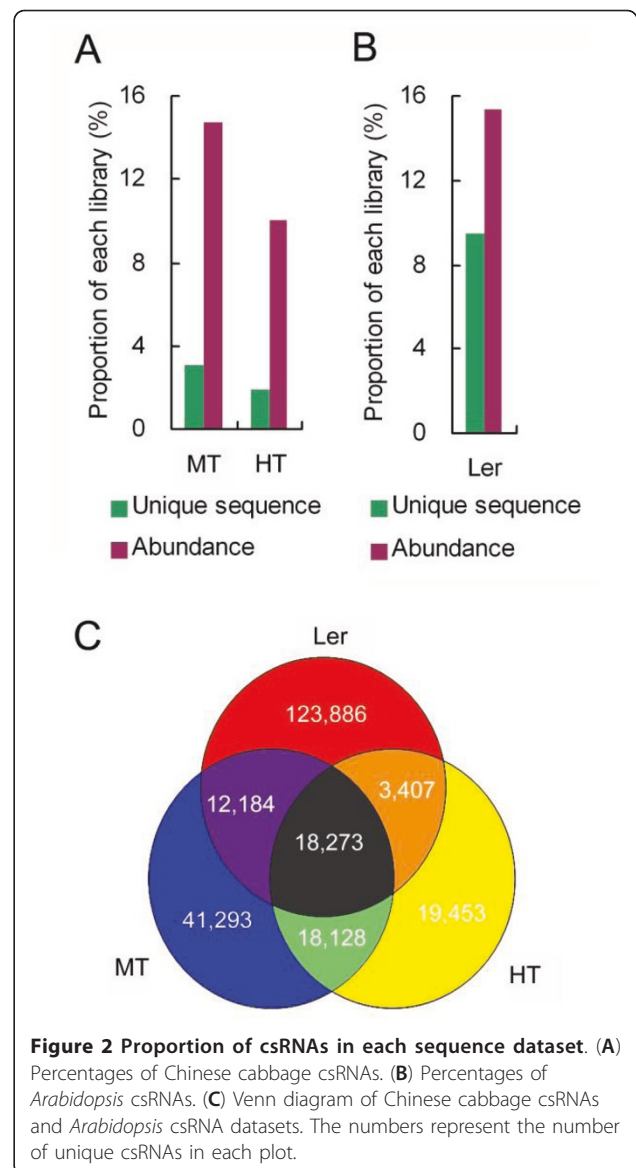 A
B
Proportion of each library (%)
16
12
8
4
0
MT HT
Unique sequence
Abundance
Proportion of each library (%)
16
12
8
4
0
Ler
Unique sequence
Abundance
C
Ler
123,886
12,184
3,407
18,273
41,293
18,128
19,453
MT
HT
Figure 2 Proportion of csRNAs in each sequence dataset. (A)
Percentages of Chinese cabbage csRNAs. (B) Percentages of
Arabidopsis csRNAs. (C) Venn diagram of Chinese cabbage csRNAs
and Arabidopsis csRNA datasets. The numbers represent the number
of unique csRNAs in each plot.